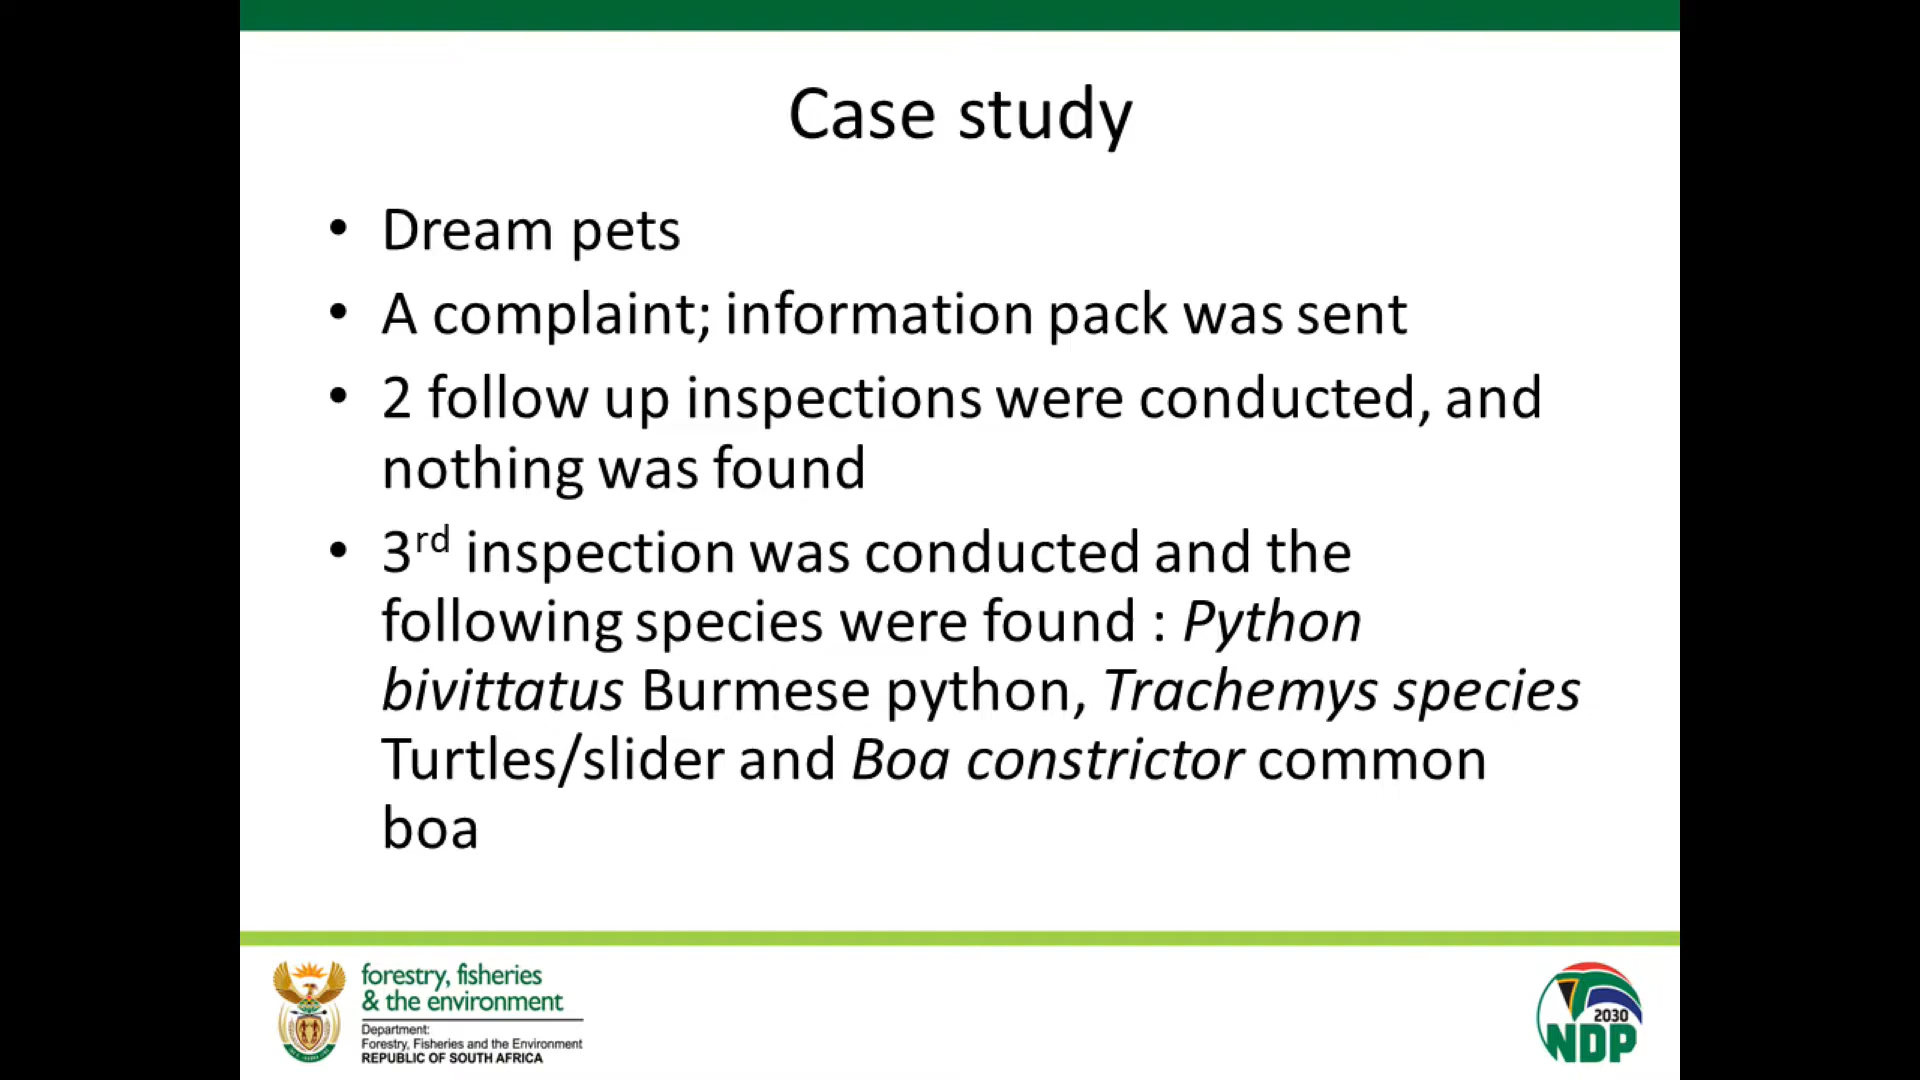 Case study
• Dream pets
• A complaint; information pack was sent
• 2 follow up inspections were conducted, and
nothing was found
• 3rd inspection was conducted and the
following species were found : Python
bivittatus Burmese python, Trachemys species
Turtles/slider and Boa constrictor common
boa
forestry, fisheries
& the environment
Department:
Forestry, Fisheries and the Environment
REPUBLIC OF SOUTH AFRICA
2030
NDP